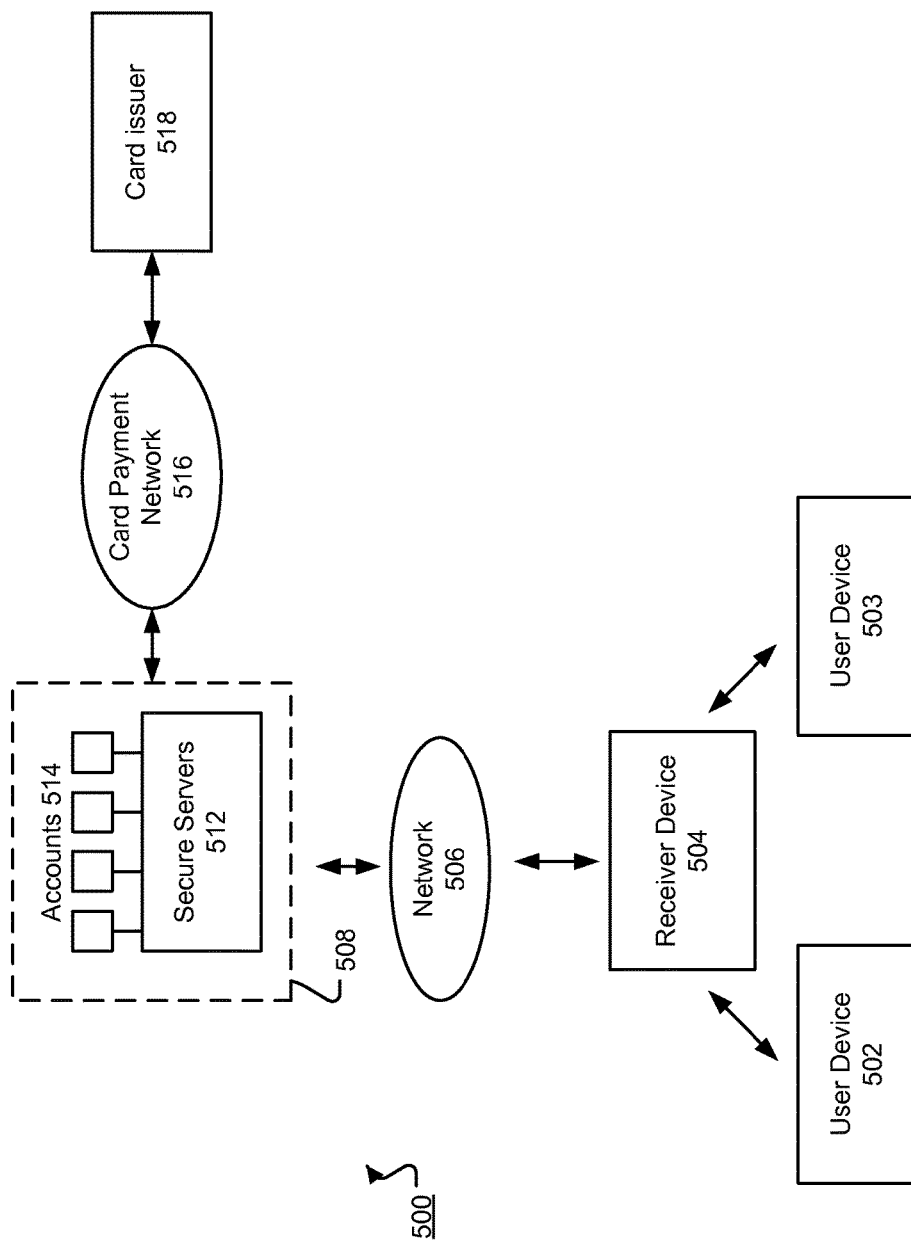 Accounts 514
Secure Servers
512
508
Card Payment
Network
516
Card issuer
518
Network
506
500
Receiver Device
504
User Device
502
User Device
503